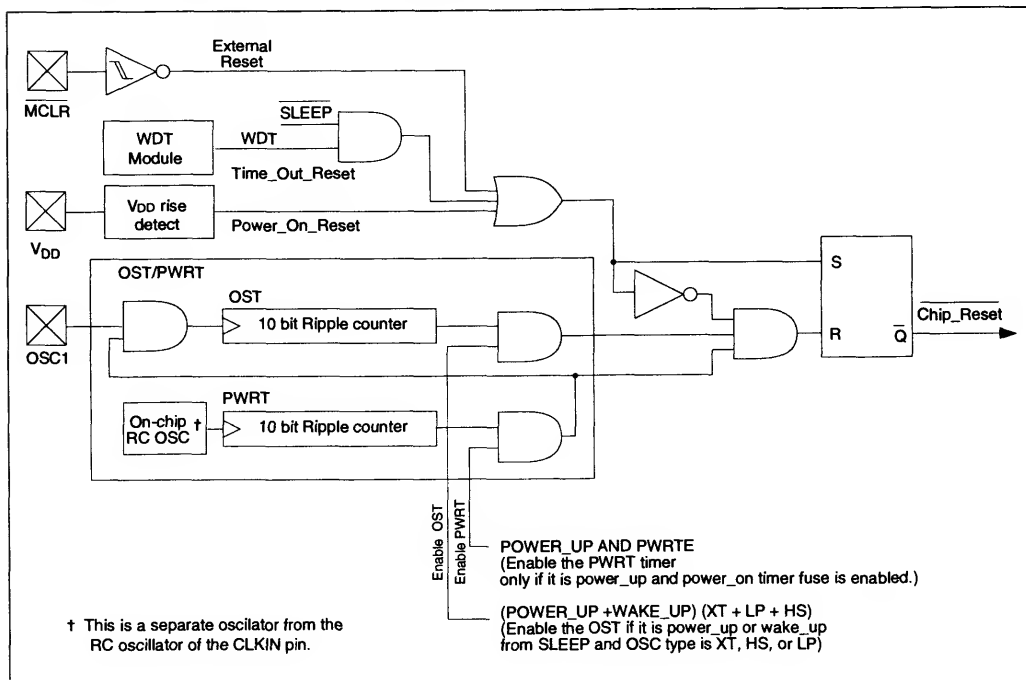 External
Reset
MCLR
SLEEP
WDT
Module
WDT
Time_Out_Reset
VDD rise
detect
Power_On_Reset
VDD
OST/PWRT
OST
10 bit Ripple counter
OSC1
PWRT
On-chip †
RC OSC
10 bit Ripple counter
S
R
Q
Chip_Reset
Enable OST
Enable PWRT
POWER_UP AND PWRTE
(Enable the PWRT timer
only if it is power_up and power_on timer fuse is enabled.)
(POWER_UP +WAKE_UP) (XT + LP + HS)
(Enable the OST if it is power_up or wake_up
from SLEEP and OSC type is XT, HS, or LP)
† This is a separate oscilator from the
RC oscillator of the CLKIN pin.